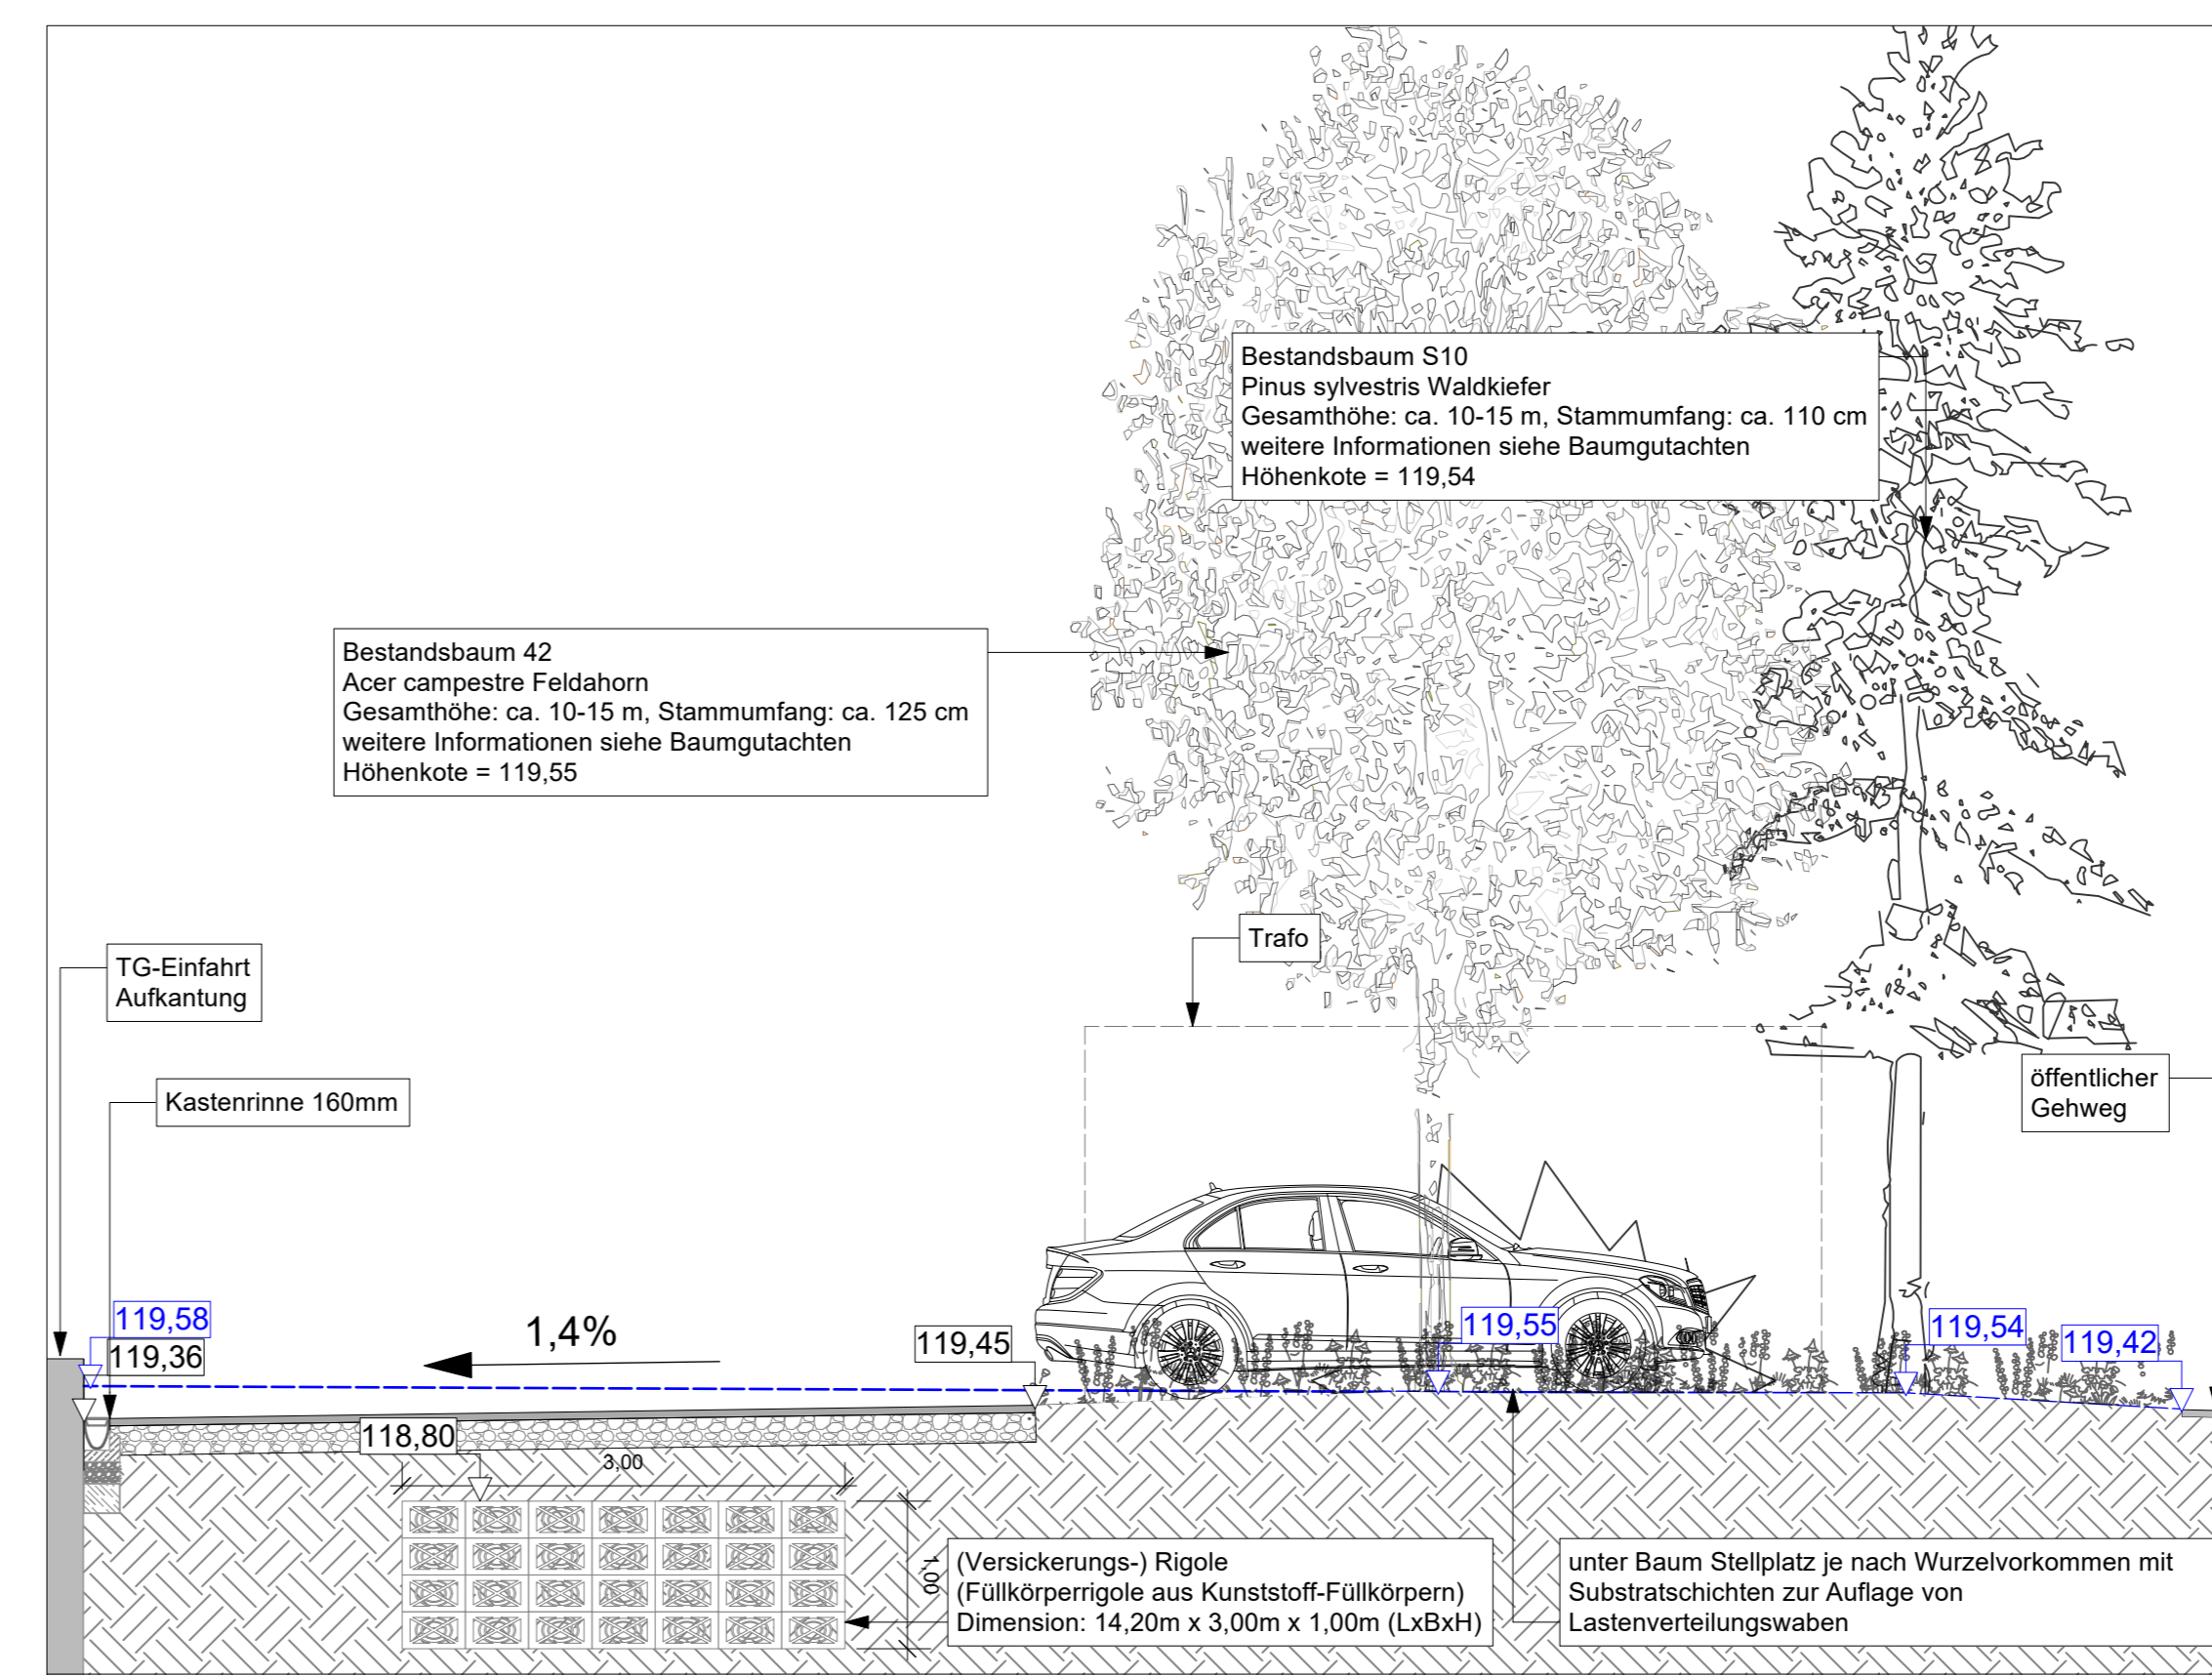 Bestandsbaum S10
Pinus sylvestris Waldkiefer
Gesamthöhe: ca. 10-15 m, Stammumfang: ca. 110 cm
weitere Informationen siehe Baumgutachten
Höhenkote = 119,54
Bestandsbaum 42
Acer campestre Feldahorn
Gesamthöhe: ca. 10-15 m, Stammumfang: ca. 125 cm
weitere Informationen siehe Baumgutachten
Höhenkote = 119,55
Trafo
TG-Einfahrt
Aufkantung
Kastenrinne 160mm
öffentlicher
Gehweg
119,58
119,36
1,4%
119,45
119,55
119,54
119,42
118,80
3,00
1,00
(Versickerungs-) Rigole
(Füllkörperrigole aus Kunststoff-Füllkörpern)
Dimension: 14,20m x 3,00m x 1,00m (LxBxH)
unter Baum Stellplatz je nach Wurzelvorkommen mit
Substratschichten zur Auflage von
Lastenverteilungswaben